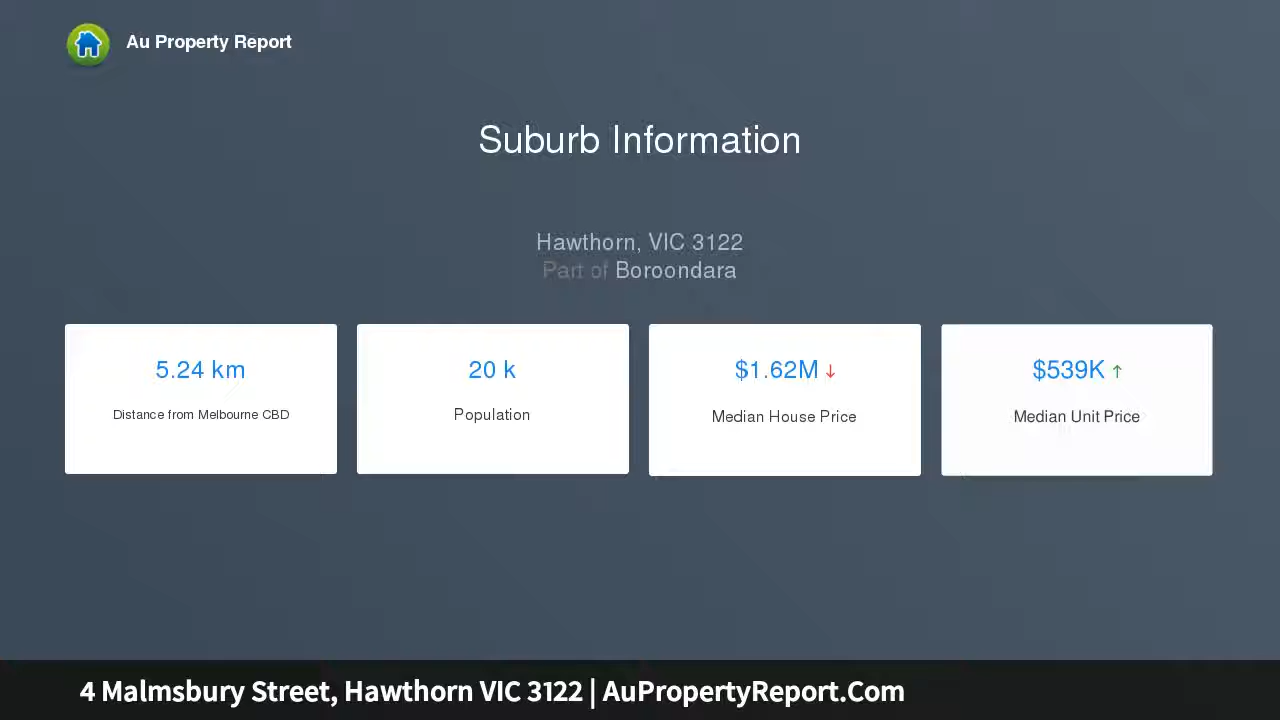 Au Property Report
Suburb Information
Hawthorn, VIC 3122
Part of Boroondara
5.24 km
Distance from Melbourne CBD
20 k
Population
$1.62M ↓
Median House Price
$539K ↑
Median Unit Price
4 Malmsbury Street, Hawthorn VIC 3122 | AuPropertyReport.Com